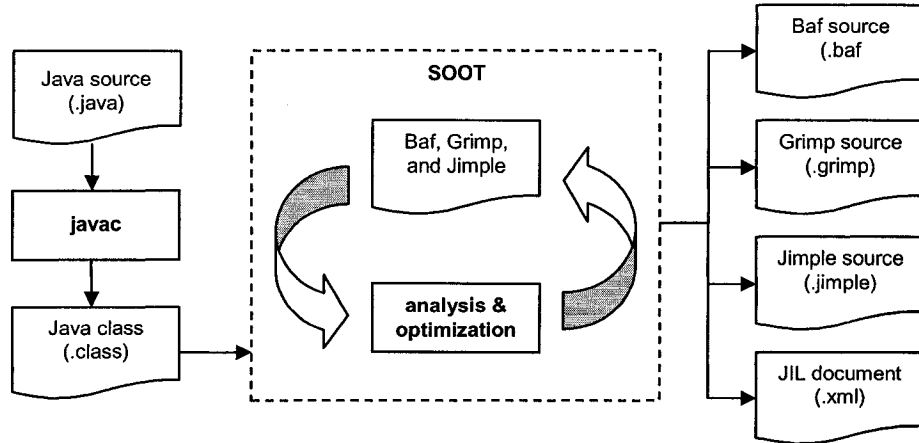 Java source
(.java)
javac
Java class
(.class)
SOOT
Baf, Grimp,
and Jimple
analysis &
optimization
Baf source
(.baf
Grimp source
(.grimp)
Jimple source
(.jimple)
JIL document
(.xml)